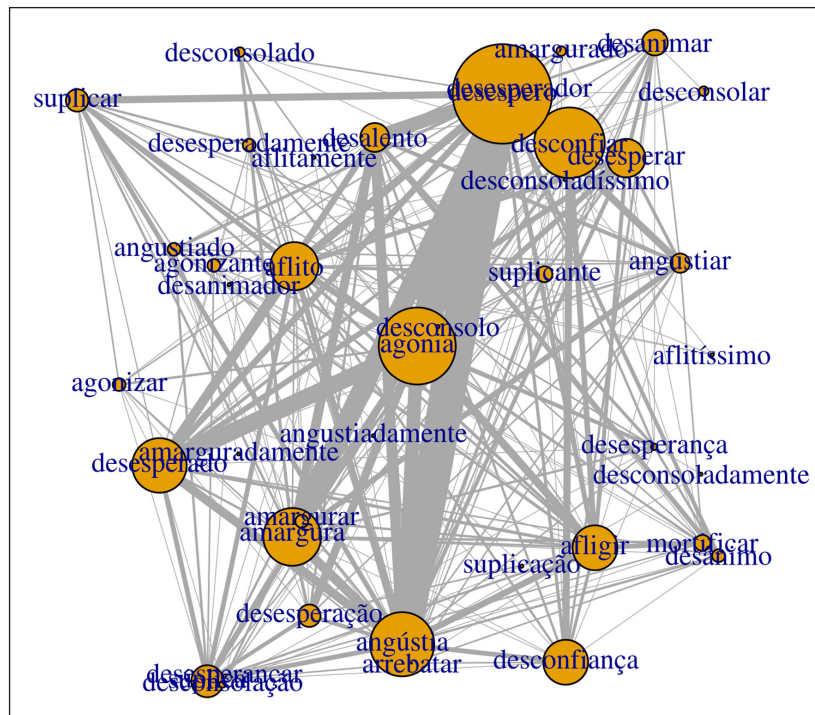 amargurado
desanimar
desconsolado
desesperador
desespero
desconsolar
suplicar
desalento
desconfiar
desesperadamente
aflitamente
desesperar
desconsoladíssimo
angustiado
agonizante
aflito
desanimador
suplicante
angustiar
desconsolo
agonia
aflitíssimo
agonizar
angustiadamente
amarguradamente
desesperado
desesperança
desconsoladamente
amargurar
amargura
afligir
mortificar
desânimo
suplicação
desesperação
angústia
arrebatar
desconfiança
desesperançar
desconsolação